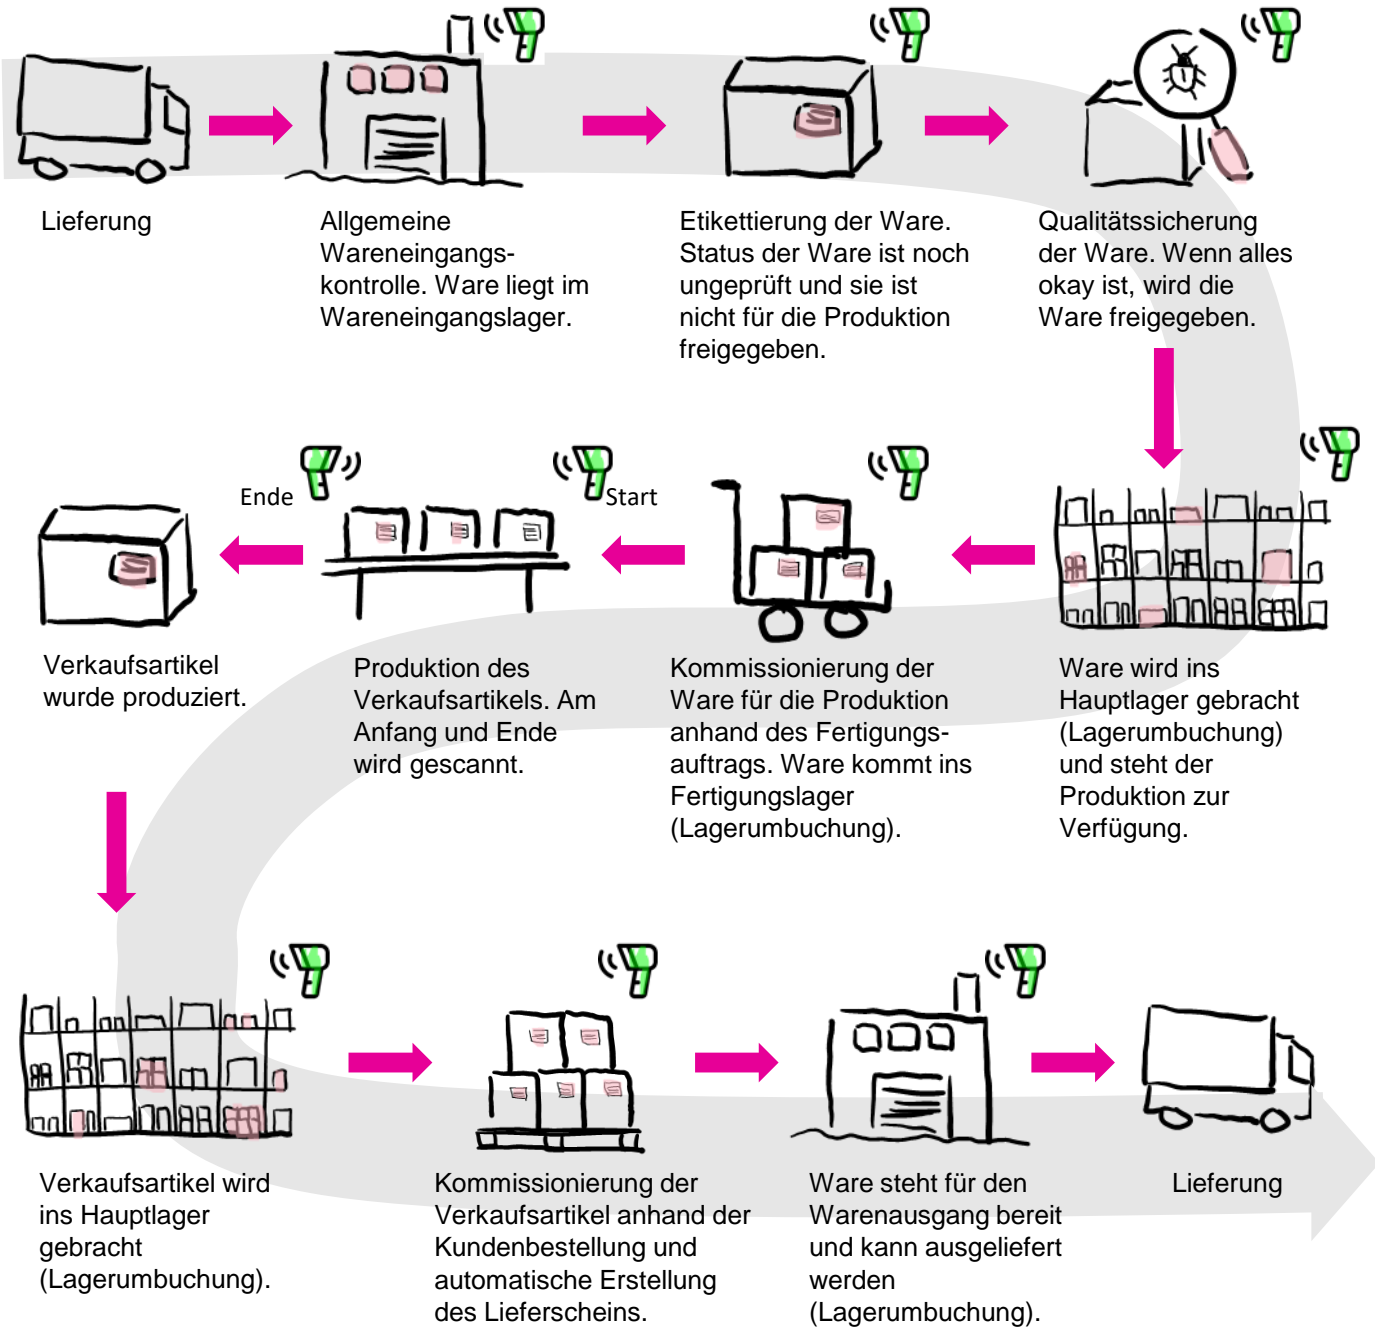 Lieferung
Allgemeine
Wareneingangs-
kontrolle. Ware liegt im
Wareneingangslager.
Etikettierung der Ware.
Status der Ware ist noch
ungeprüft und sie ist
nicht für die Produktion
freigegeben.
Qualitätssicherung
der Ware. Wenn alles
okay ist, wird die
Ware freigegeben.
Ende
Start
Verkaufsartikel
wurde produziert.
Produktion des
Verkaufsartikels. Am
Anfang und Ende
wird gescannt.
Kommissionierung der
Ware für die Produktion
anhand des Fertigungs-
auftrags. Ware kommt ins
Fertigungslager
(Lagerumbuchung).
Ware wird ins
Hauptlager gebracht
(Lagerumbuchung)
und steht der
Produktion zur
Verfügung.
Verkaufsartikel wird
ins Hauptlager
gebracht
(Lagerumbuchung).
Kommissionierung der
Verkaufsartikel anhand der
Kundenbestellung und
automatische Erstellung
des Lieferscheins.
Ware steht für den
Warenausgang bereit
und kann ausgeliefert
werden
(Lagerumbuchung).
Lieferung